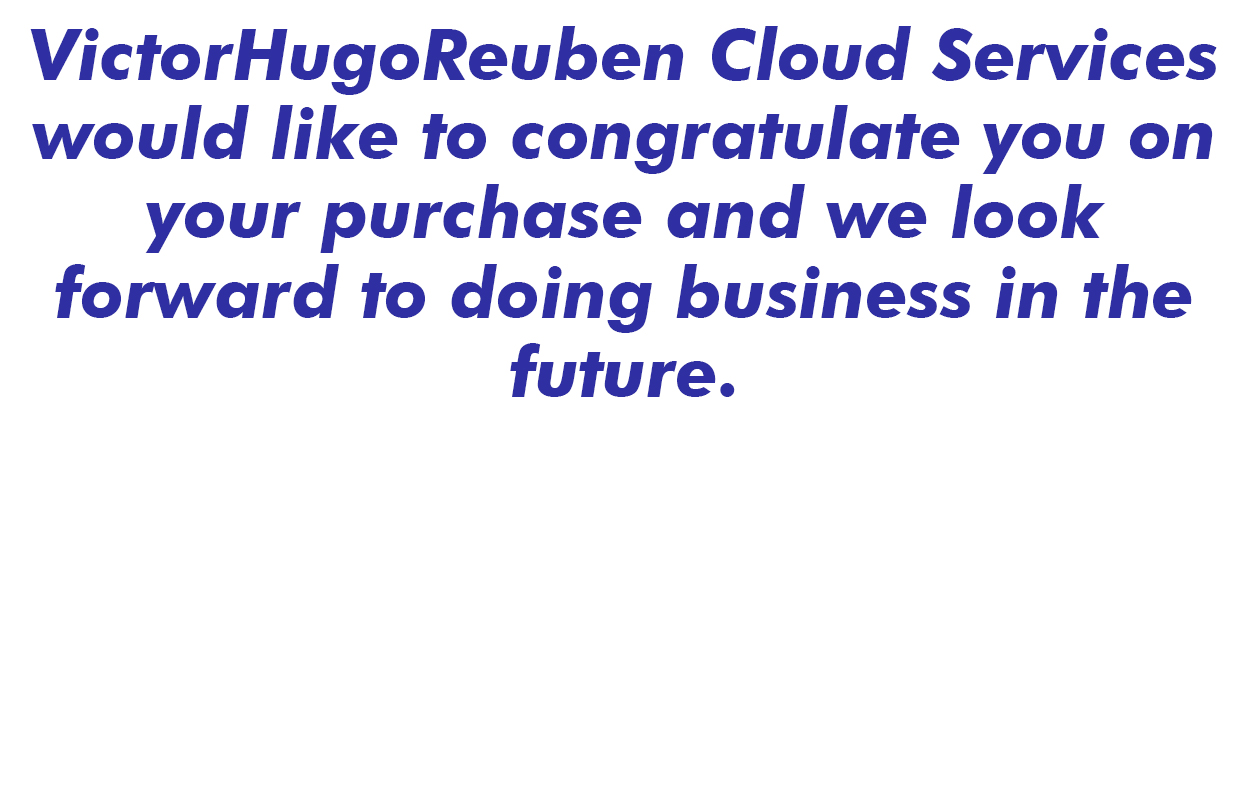 VictorHugoReuben Cloud Services
would like to congratulate you on
your purchase and we look
forward to doing business in the
future.